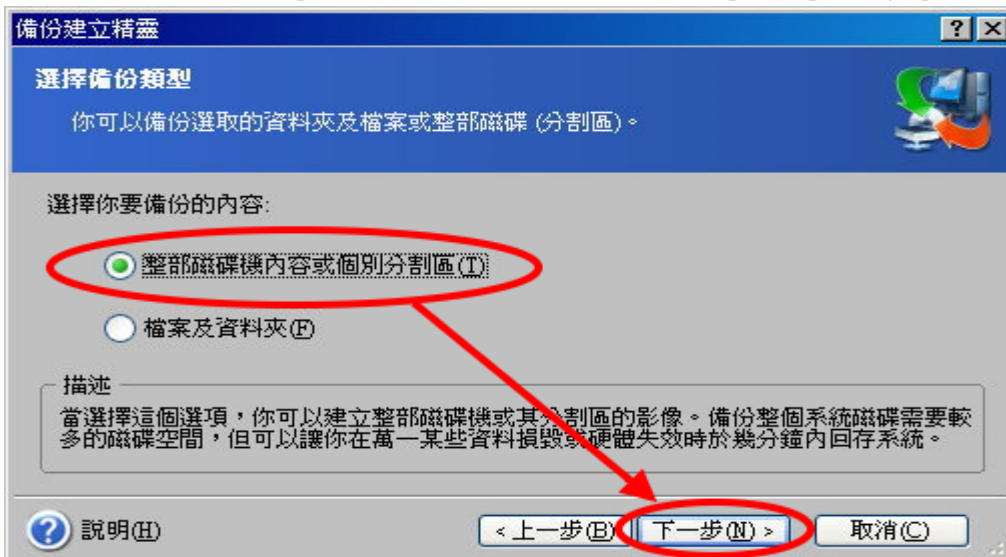 備份建立精靈
選擇備份類型
你可以備份選取的資料夾及檔案或整部磁碟 (分割區)。
選擇你要備份的內容:
整部磁碟機內容或個別分割區(I)
檔案及資料夾(F)
描述
當選擇這個選項，你可以建立整部磁碟機或其分割區的影像。備份整個系統磁碟需要較
多的磁碟空間，但可以讓你在萬一某些資料損毀或硬體失效時於幾分鐘內回存系統。
說明(H)
<上一步(B)
下一步(N) >
取消(C)